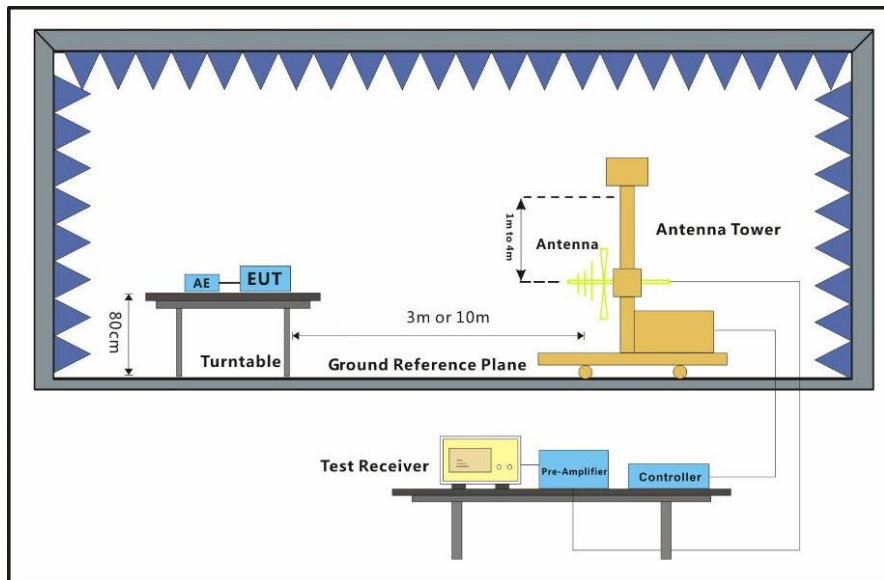 1m to 4m
Antenna
Antenna Tower
AE
EUT
80cm
3m or 10m
Turntable
Ground Reference Plane
Test Receiver
Pre-Amplifier
Controller